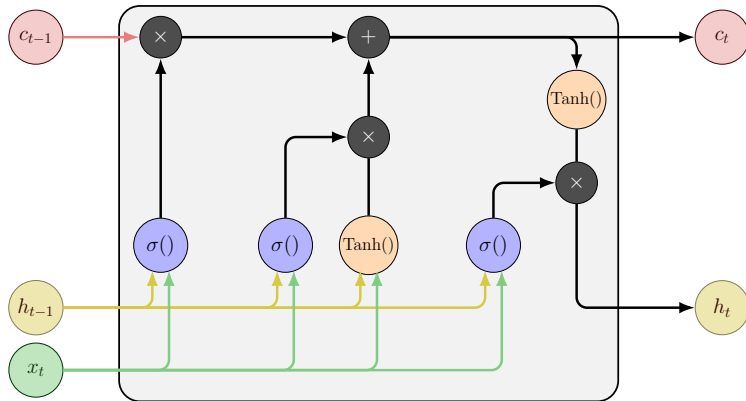 c_{t−1} × + c_t
Tanh()
×
×
σ() σ() Tanh() σ()
h_{t−1} h_t
x_t